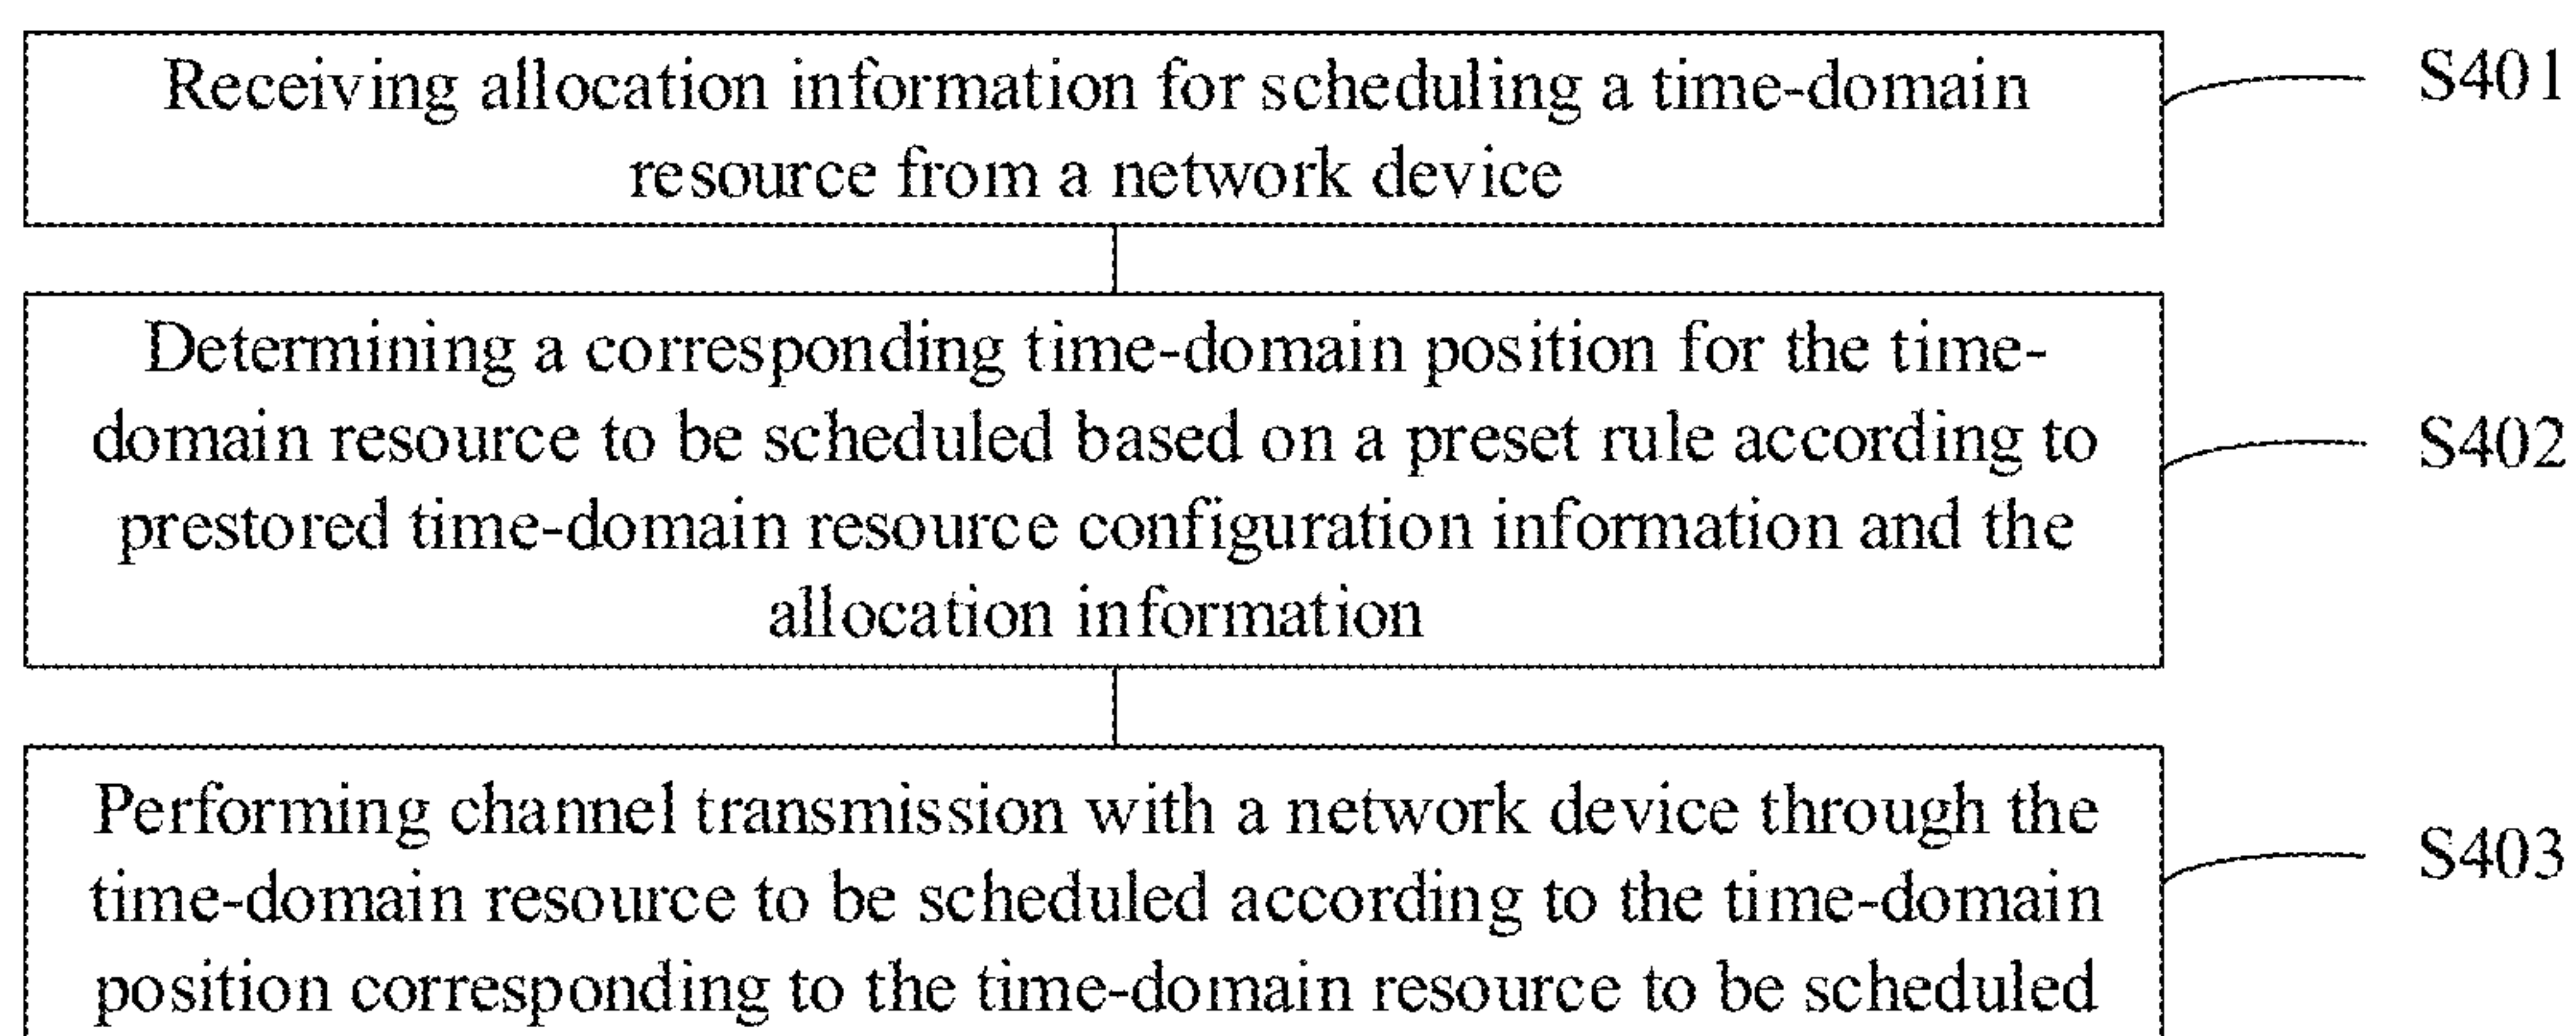 Receiving allocation information for scheduling a time-domain
resource from a network device
S401
Determining a corresponding time-domain position for the time-
domain resource to be scheduled based on a preset rule according to
prestored time-domain resource configuration information and the
allocation information
S402
Performing channel transmission with a network device through the
time-domain resource to be scheduled according to the time-domain
position corresponding to the time-domain resource to be scheduled
S403